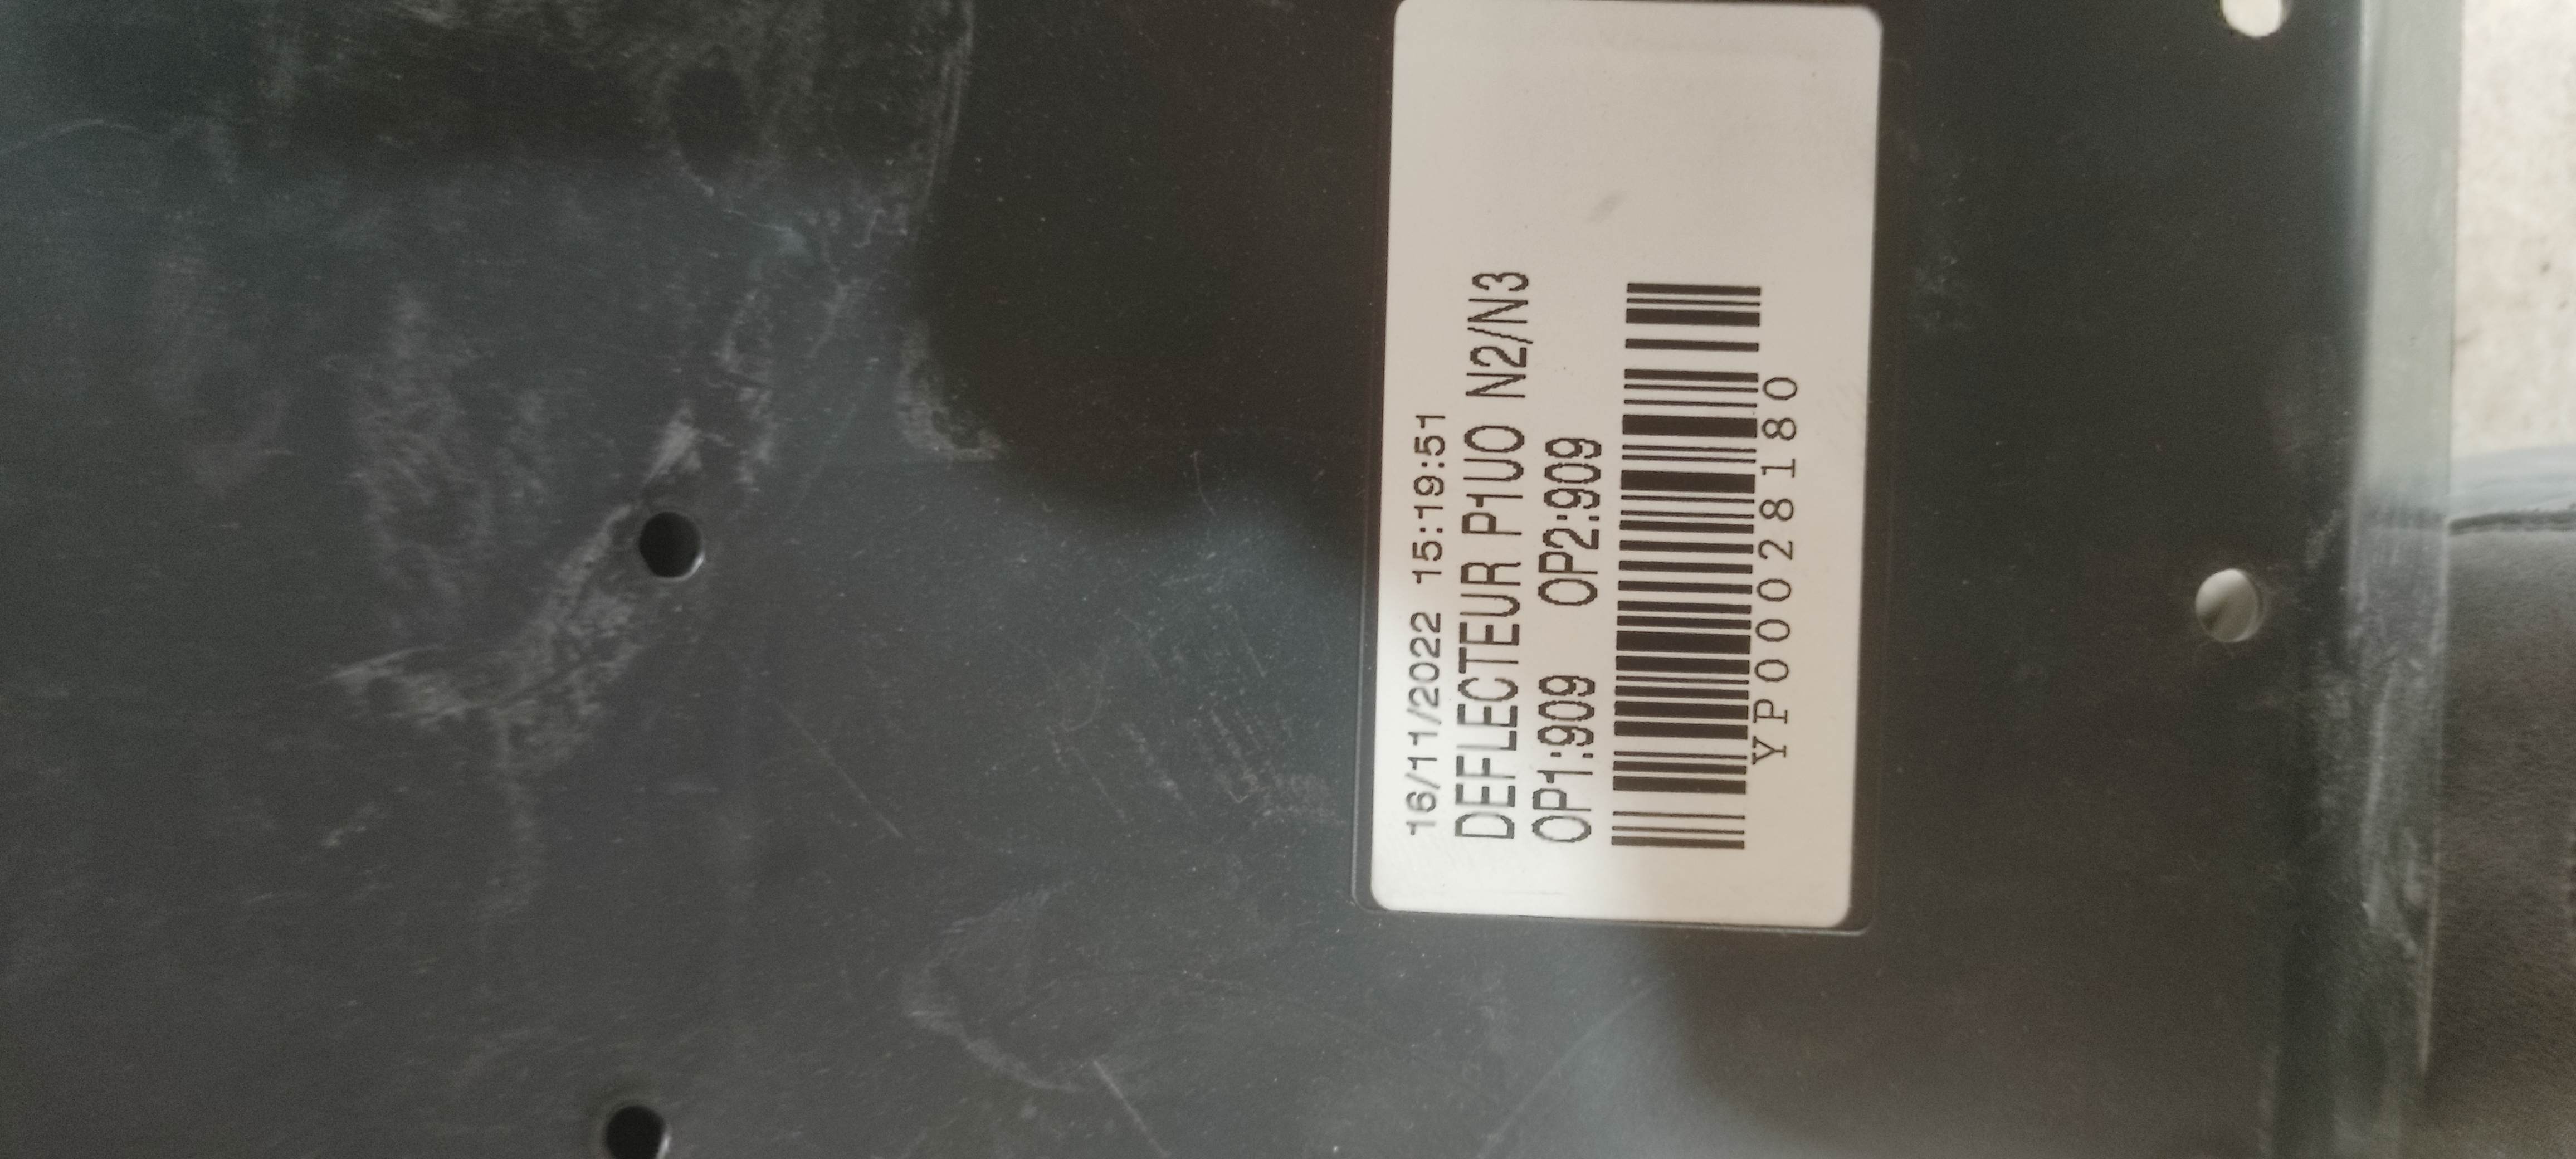 16/11/2022 15:19:51
DEFLECTEUR P1UO N2/N3
OP1:909 OP2:909
YP00028180